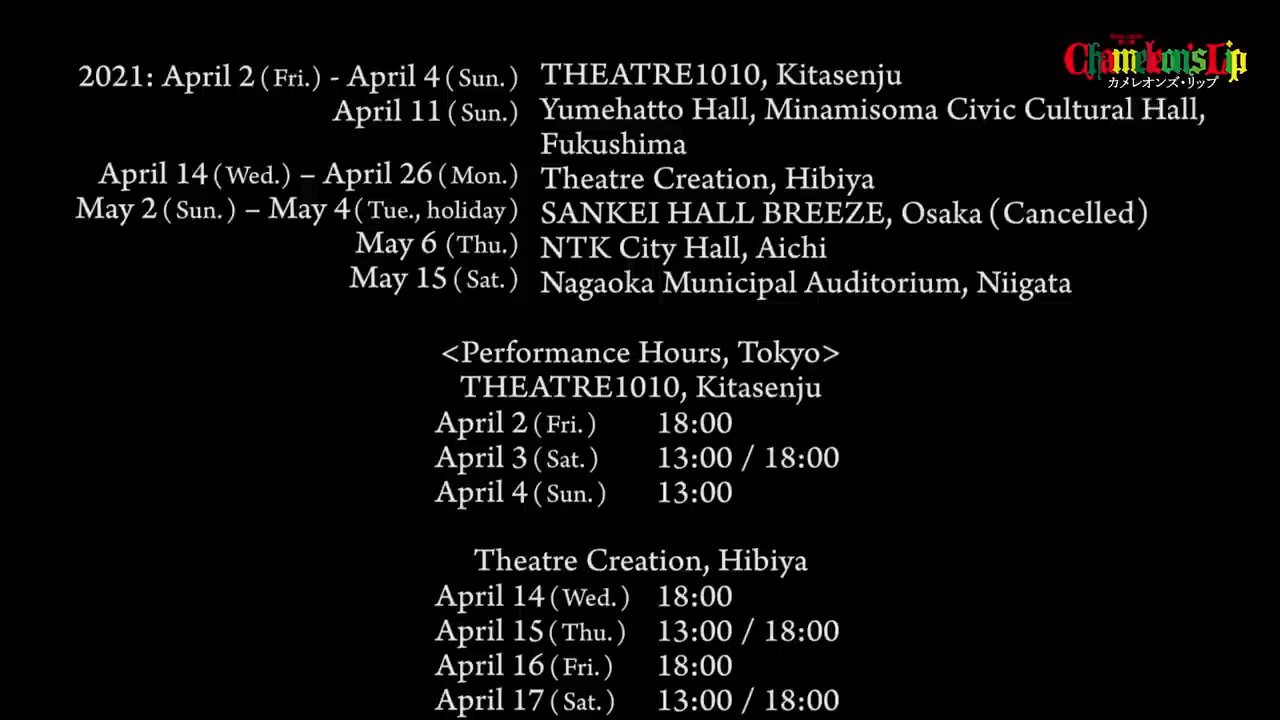 Chameleon's Lip
カメレオンズ・リップ
2021: April 2 (Fri.) - April 4 (Sun.) THEATRE1010, Kitasenju
April 11 (Sun.) Yumehatto Hall, Minamisoma Civic Cultural Hall,
Fukushima
April 14 (Wed.) – April 26 (Mon.) Theatre Creation, Hibiya
May 2 (Sun.) – May 4 (Tue., holiday) SANKEI HALL BREEZE, Osaka (Cancelled)
May 6 (Thu.) NTK City Hall, Aichi
May 15 (Sat.) Nagaoka Municipal Auditorium, Niigata
<Performance Hours, Tokyo>
THEATRE1010, Kitasenju
April 2 (Fri.) 18:00
April 3 (Sat.) 13:00 / 18:00
April 4 (Sun.) 13:00
Theatre Creation, Hibiya
April 14 (Wed.) 18:00
April 15 (Thu.) 13:00 / 18:00
April 16 (Fri.) 18:00
April 17 (Sat.) 13:00 / 18:00